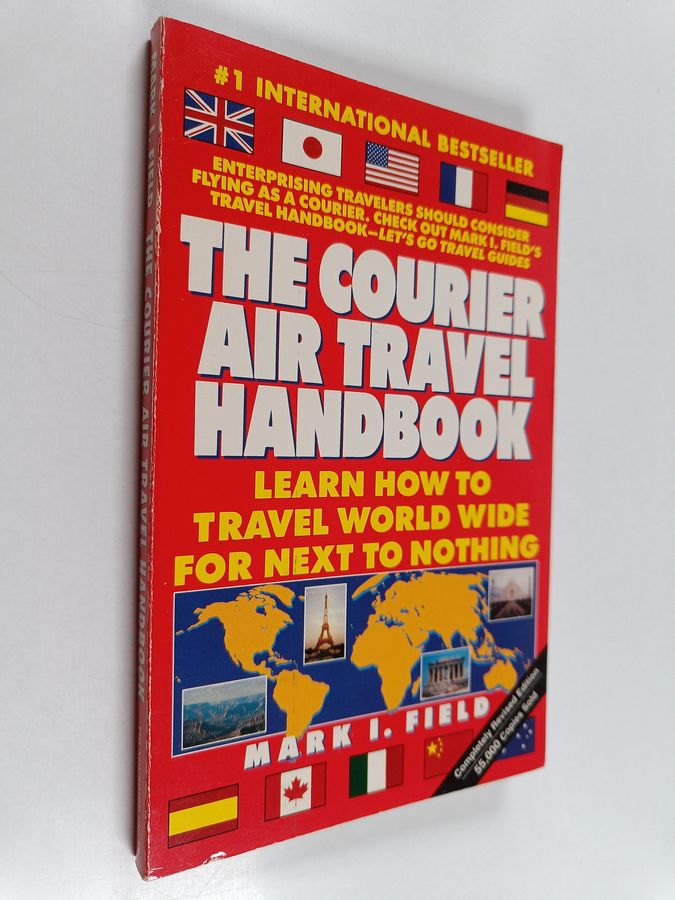 #1 INTERNATIONAL BESTSELLER
ENTERPRISING TRAVELERS SHOULD CONSIDER
FLYING AS A COURIER. CHECK OUT MARK I. FIELD'S
TRAVEL HANDBOOK—LET'S GO TRAVEL GUIDES
THE COURIER
AIR TRAVEL
HANDBOOK
LEARN HOW TO
TRAVEL WORLD WIDE
FOR NEXT TO NOTHING
MARK I. FIELD
Completely Revised Edition
55,000 Copies Sold
MARK I. FIELD THE COURIER AIR TRAVEL HANDBOOK